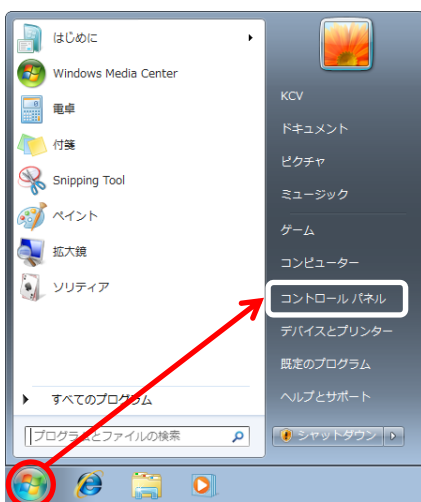 はじめに
Windows Media Center
電卓
付箋
Snipping Tool
ペイント
拡大鏡
ソリティア
すべてのプログラム
プログラムとファイルの検索
KCV
ドキュメント
ピクチャ
ミュージック
ゲーム
コンピューター
コントロール パネル
デバイスとプリンター
既定のプログラム
ヘルプとサポート
シャットダウン